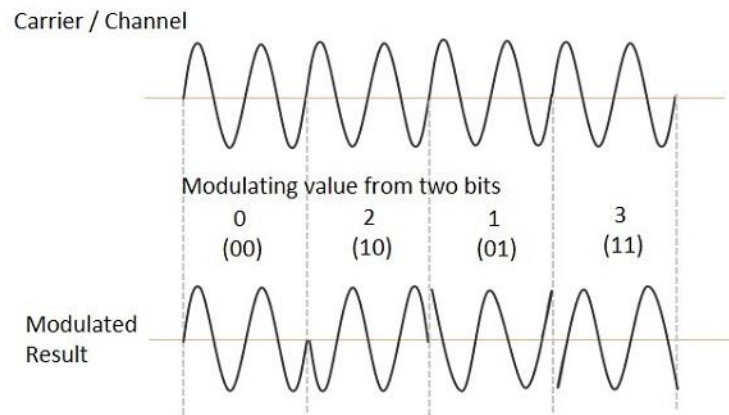 Carrier / Channel
Modulating value from two bits
0 2 1 3
(00) (10) (01) (11)
Modulated
Result